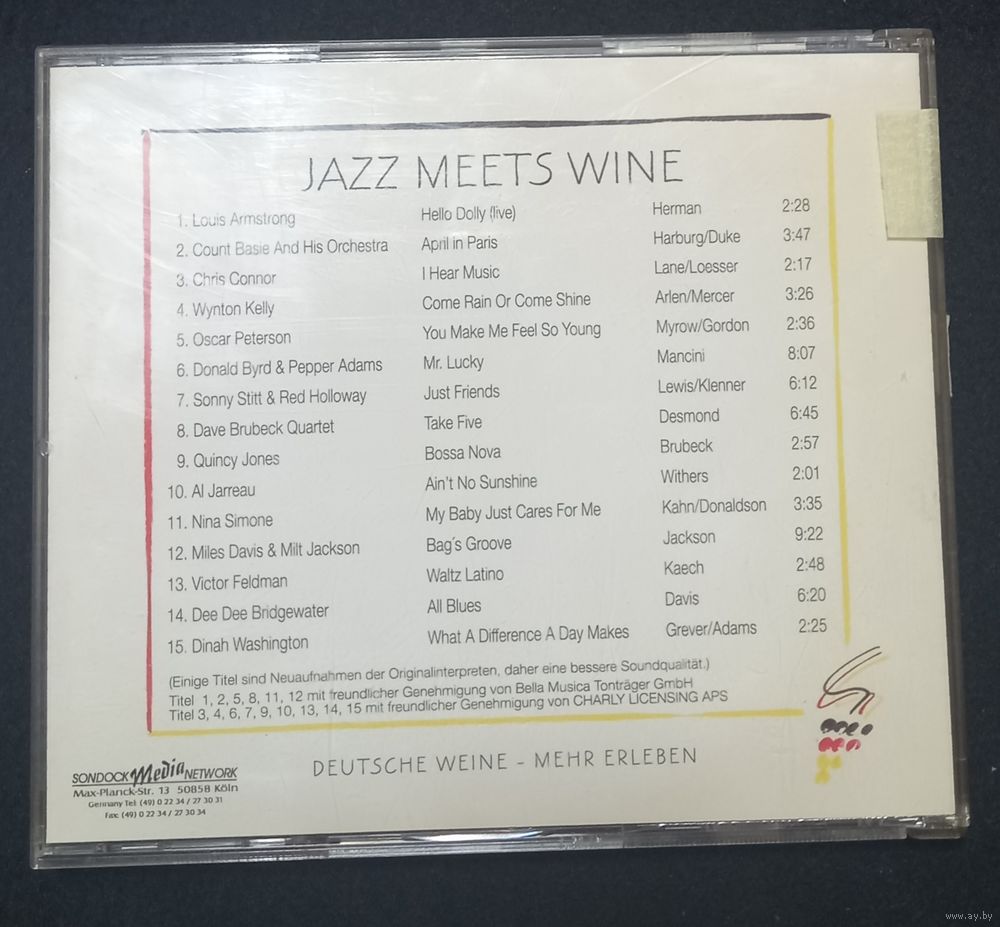 JAZZ MEETS WINE
1. Louis Armstrong Hello Dolly (live) Herman 2:28
2. Count Basie And His Orchestra April in Paris Harburg/Duke 3:47
3. Chris Connor I Hear Music Lane/Loesser 2:17
4. Wynton Kelly Come Rain Or Come Shine Arlen/Mercer 3:26
5. Oscar Peterson You Make Me Feel So Young Myrow/Gordon 2:36
6. Donald Byrd & Pepper Adams Mr. Lucky Mancini 8:07
7. Sonny Stitt & Red Holloway Just Friends Lewis/Klenner 6:12
8. Dave Brubeck Quartet Take Five Desmond 6:45
9. Quincy Jones Bossa Nova Brubeck 2:57
10. Al Jarreau Ain't No Sunshine Withers 2:01
11. Nina Simone My Baby Just Cares For Me Kahn/Donaldson 3:35
12. Miles Davis & Milt Jackson Bag´s Groove Jackson 9:22
13. Victor Feldman Waltz Latino Kaech 2:48
14. Dee Dee Bridgewater All Blues Davis 6:20
15. Dinah Washington What A Difference A Day Makes Grever/Adams 2:25
(Einige Titel sind Neuaufnahmen der Originalinterpreten, daher eine bessere Soundqualität.)
Titel 1, 2, 5, 8, 11, 12 mit freundlicher Genehmigung von Bella Musica Tonträger GmbH
Titel 3, 4, 6, 7, 9, 10, 13, 14, 15 mit freundlicher Genehmigung von CHARLY LICENSING APS
DEUTSCHE WEINE - MEHR ERLEBEN
SONDOCK Media NETWORK
Max-Planck-Str. 13 50858 Köln
Germany Tel: (49) 0 22 34 / 27 30 31
Fax: (49) 0 22 34 / 27 30 34
www.ay.by